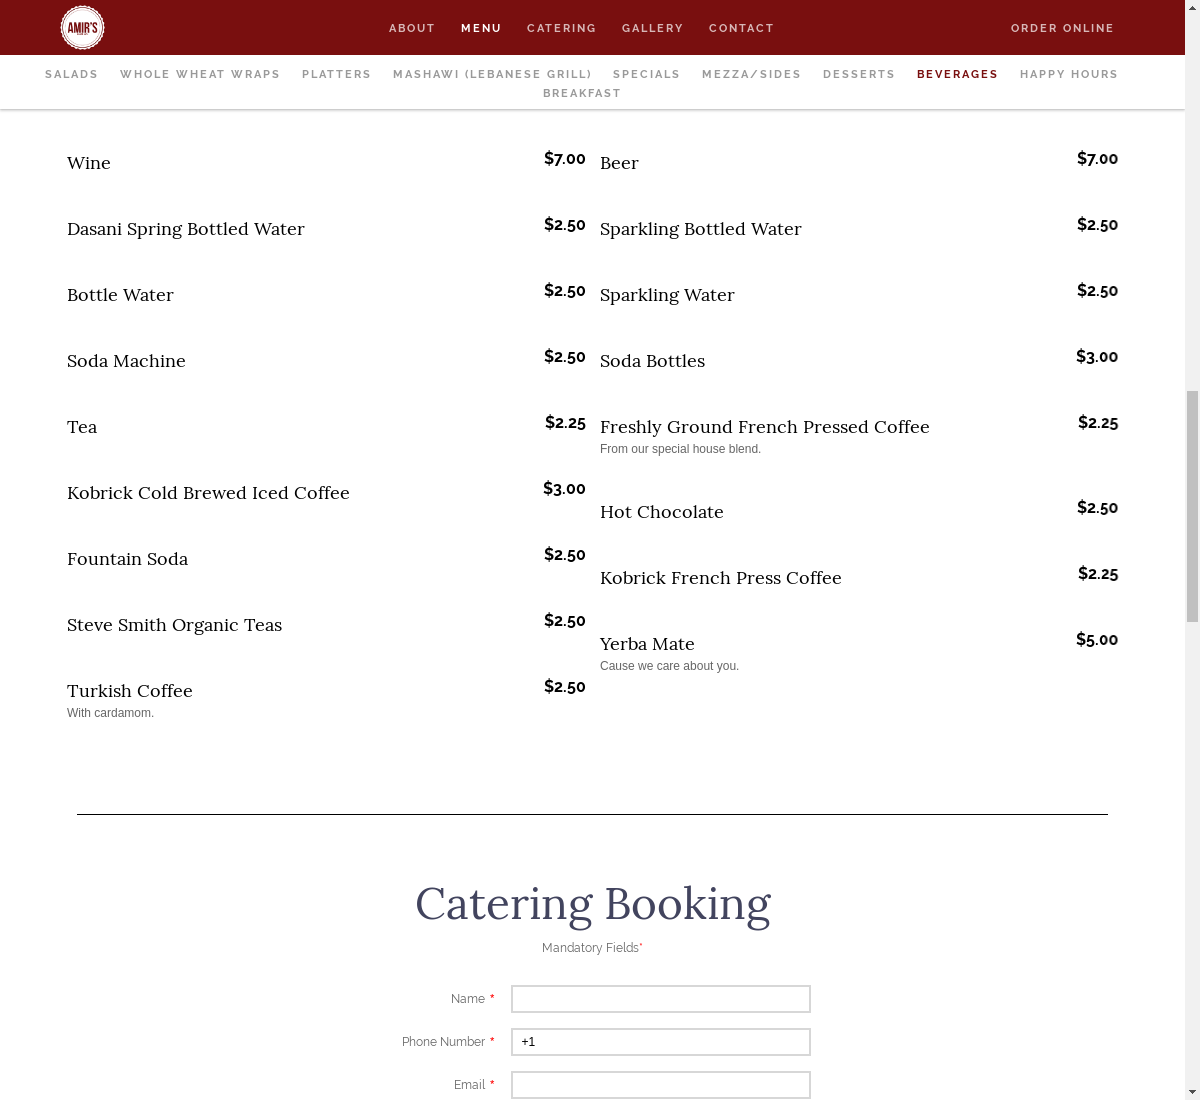 AMIR'S
ABOUT MENU CATERING GALLERY CONTACT ORDER ONLINE
SALADS WHOLE WHEAT WRAPS PLATTERS MASHAWI (LEBANESE GRILL) SPECIALS MEZZA/SIDES DESSERTS BEVERAGES HAPPY HOURS
BREAKFAST
Wine $7.00
Beer $7.00
Dasani Spring Bottled Water $2.50
Sparkling Bottled Water $2.50
Bottle Water $2.50
Sparkling Water $2.50
Soda Machine $2.50
Soda Bottles $3.00
Tea $2.25
Freshly Ground French Pressed Coffee $2.25
From our special house blend.
Kobrick Cold Brewed Iced Coffee $3.00
Hot Chocolate $2.50
Fountain Soda $2.50
Kobrick French Press Coffee $2.25
Steve Smith Organic Teas $2.50
Yerba Mate $5.00
Cause we care about you.
Turkish Coffee $2.50
With cardamom.
Catering Booking
Mandatory Fields*
Name *
Phone Number * +1
Email *